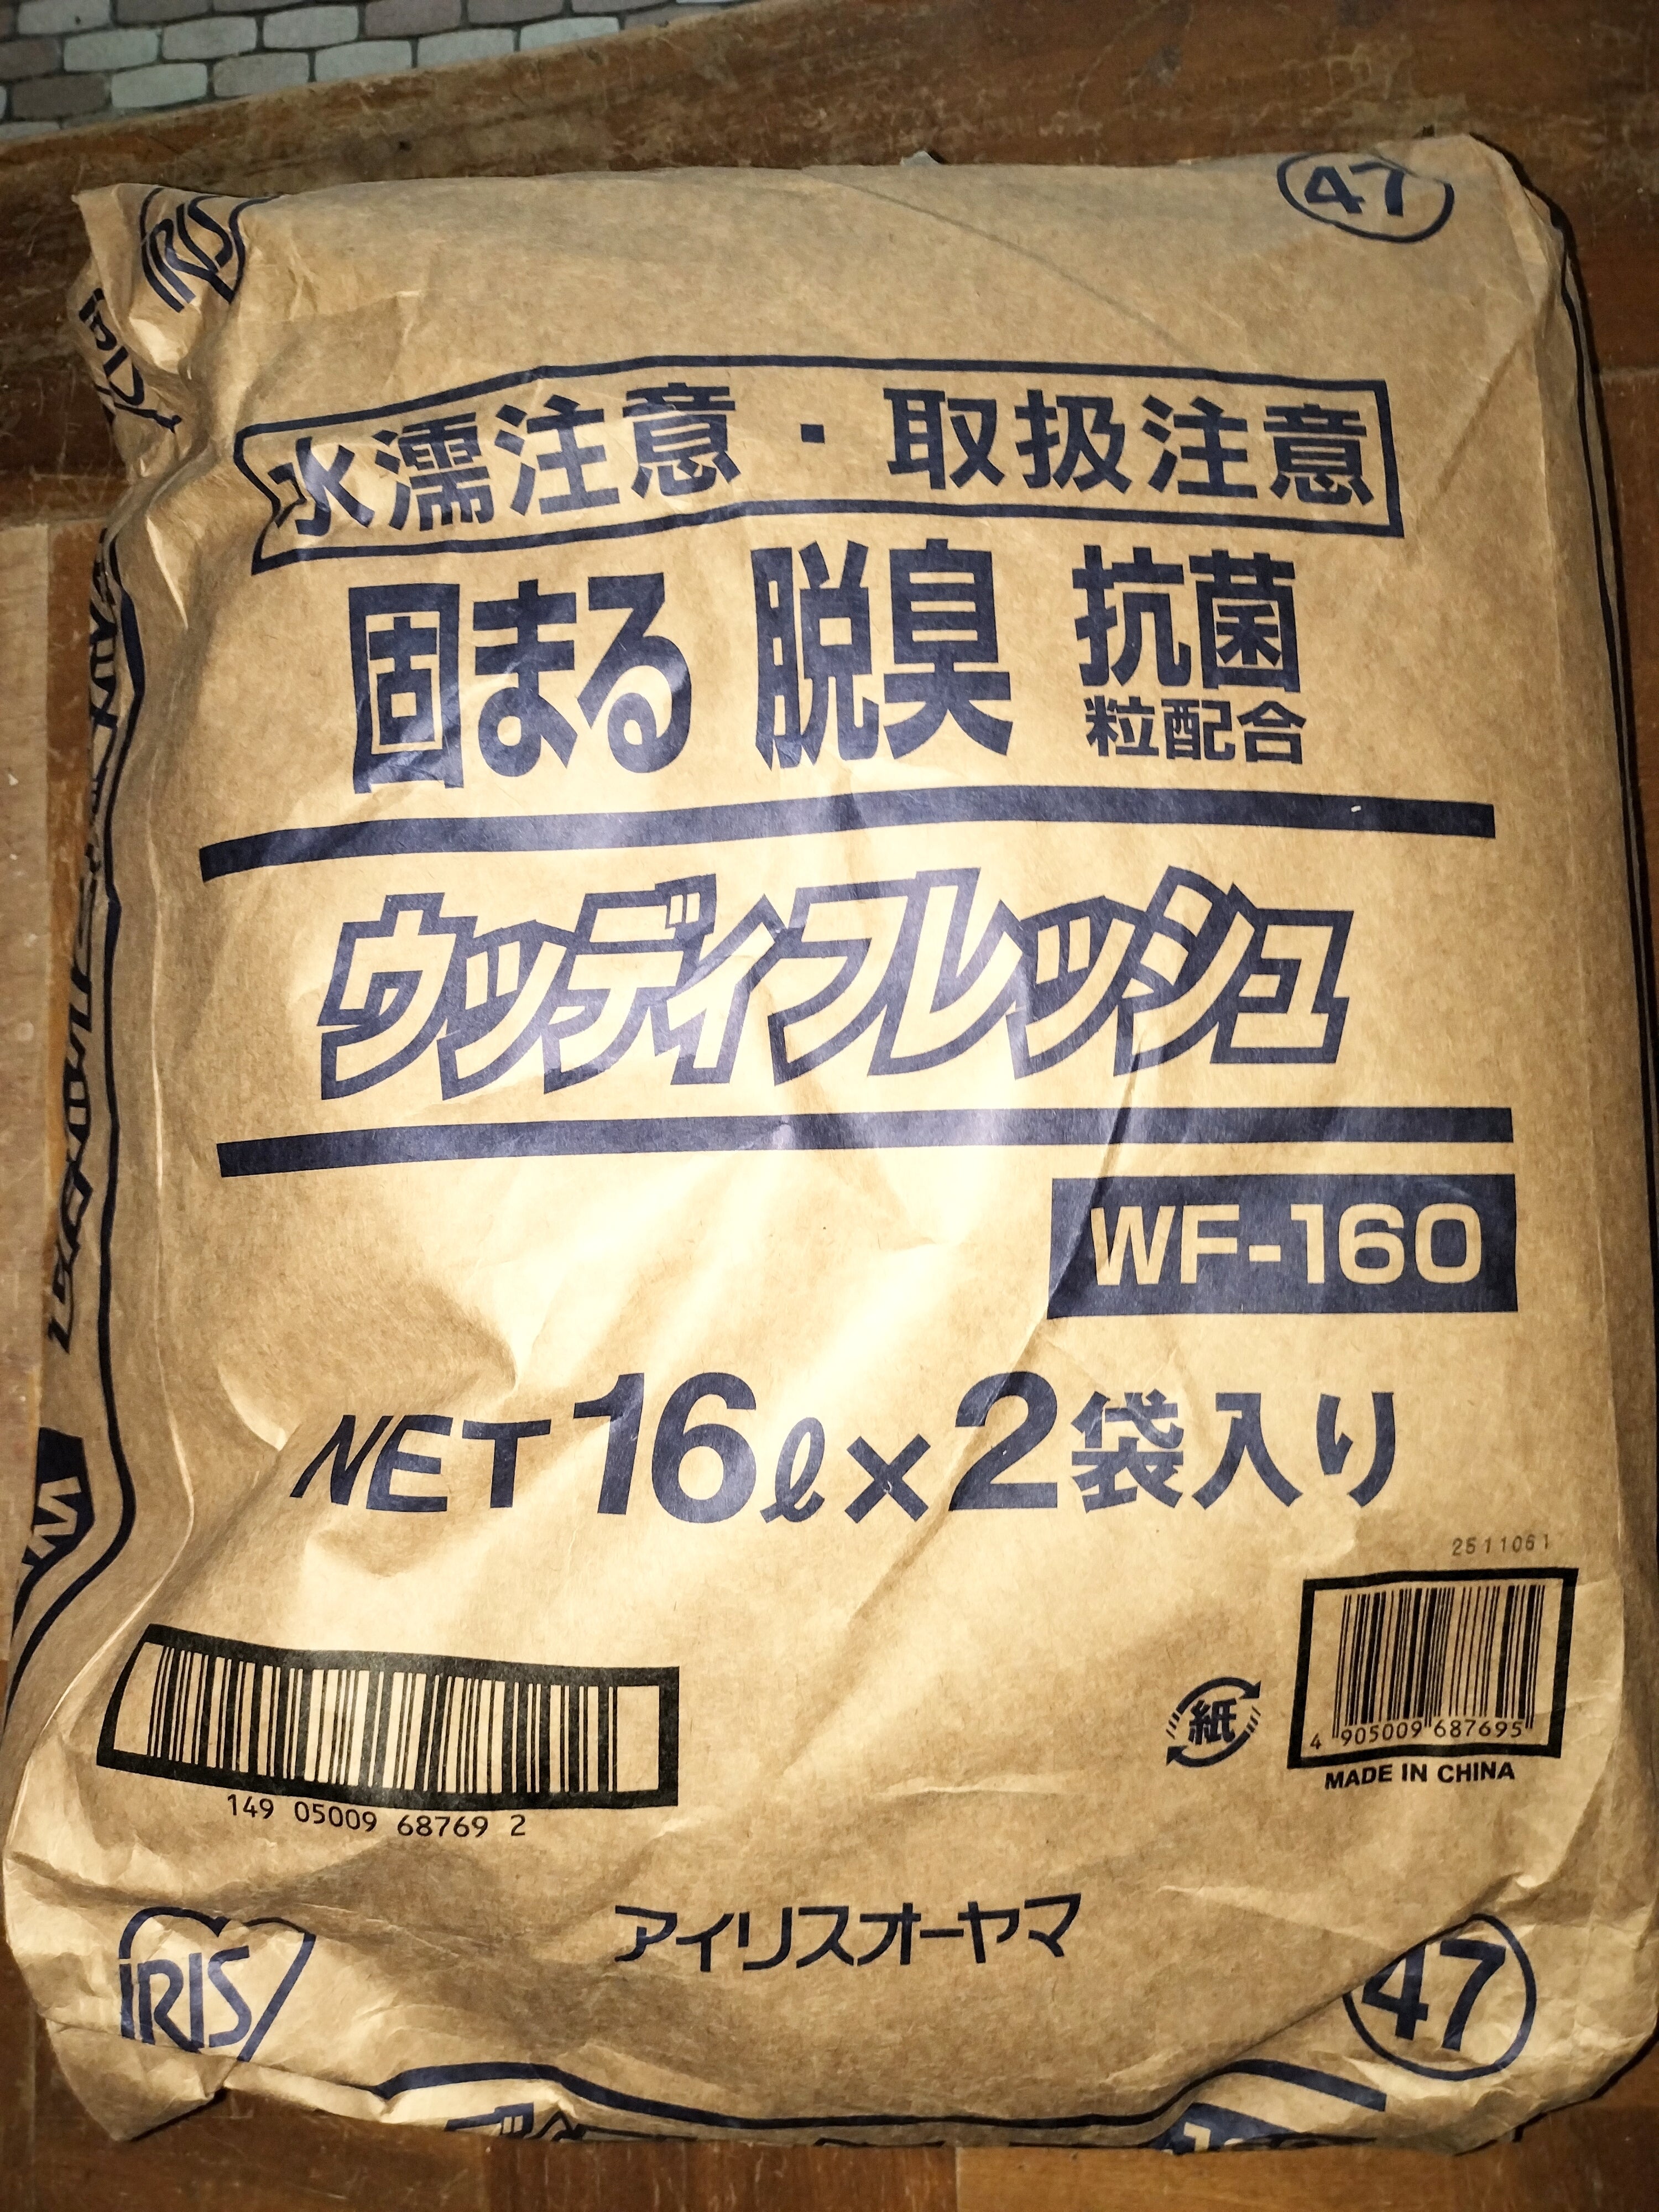 47
IRIS
水濡注意・取扱注意
固まる 脱臭 抗菌
粒配合
ウッディフレッシュ
WF-160
NET 16ℓ×2袋入り
2511061
4 905009 687695
MADE IN CHINA
紙
149 05009 68769 2
アイリスオーヤマ
IRIS
47